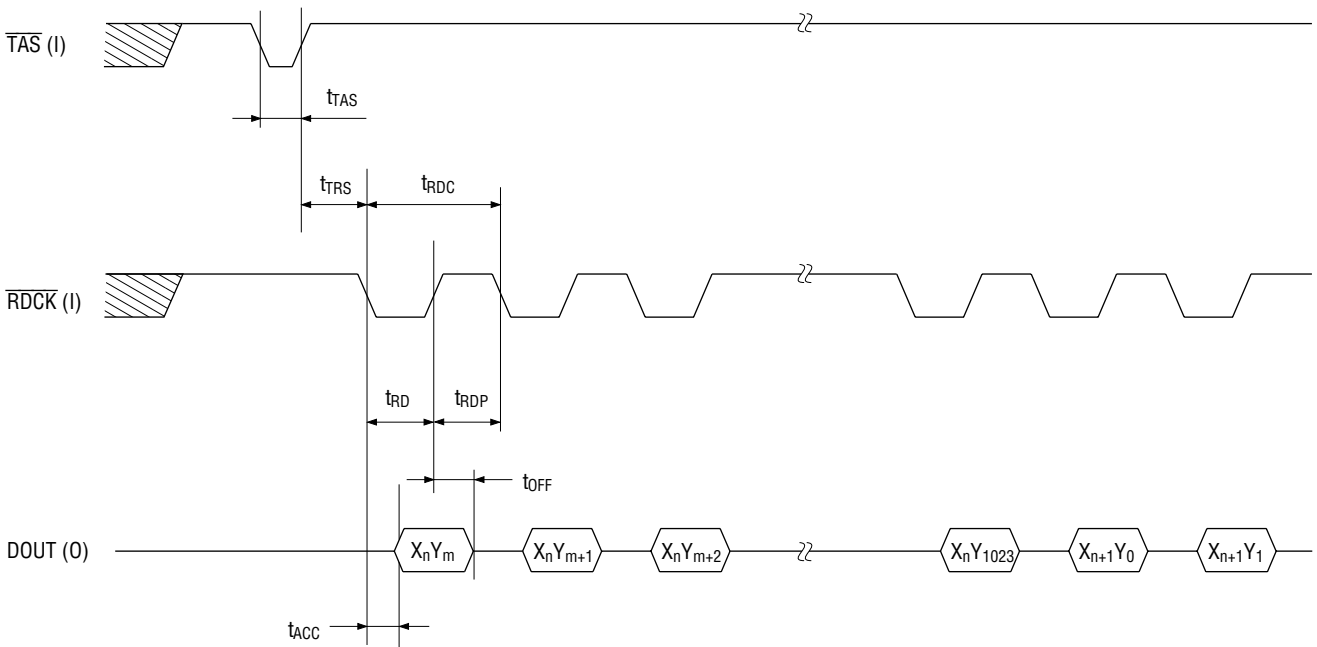 TAS (I)
tTAS
tTRS
tRDC
RDCK (I)
tRD
tRDP
tOFF
DOUT (O)
XnYm
XnYm+1
XnYm+2
XnY1023
Xn+1Y0
Xn+1Y1
tACC